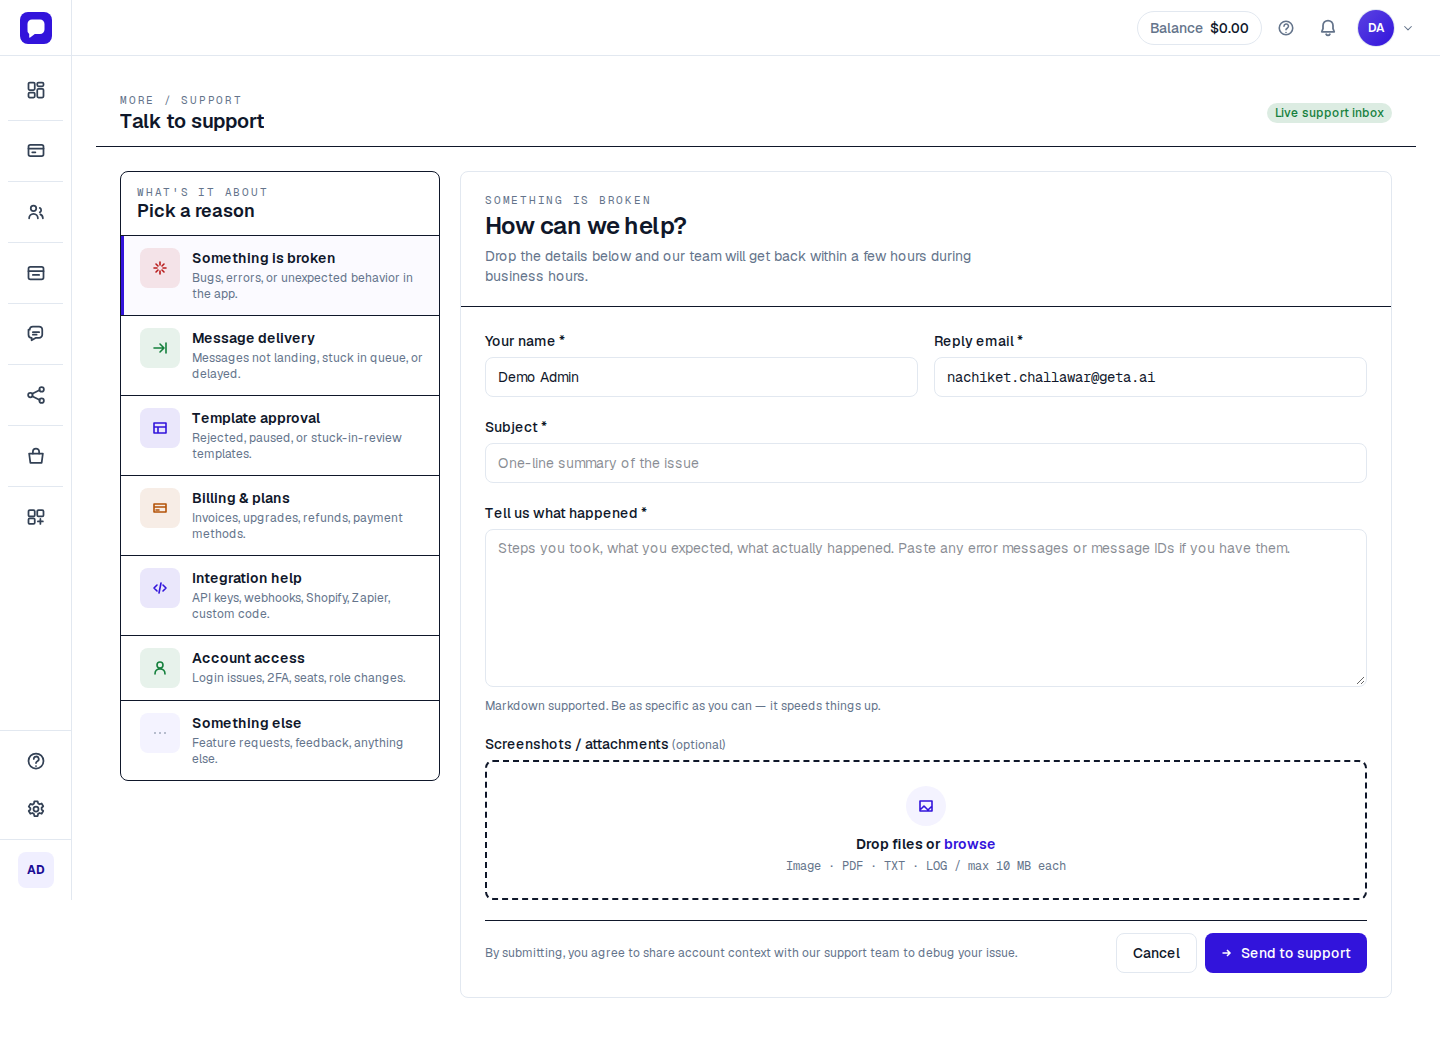 Balance $0.00
DA
MORE / SUPPORT
Talk to support
Live support inbox
WHAT'S IT ABOUT
Pick a reason
Something is broken
Bugs, errors, or unexpected behavior in
the app.
Message delivery
Messages not landing, stuck in queue, or
delayed.
Template approval
Rejected, paused, or stuck-in-review
templates.
Billing & plans
Invoices, upgrades, refunds, payment
methods.
Integration help
API keys, webhooks, Shopify, Zapier,
custom code.
Account access
Login issues, 2FA, seats, role changes.
Something else
Feature requests, feedback, anything
else.
AD
SOMETHING IS BROKEN
How can we help?
Drop the details below and our team will get back within a few hours during
business hours.
Your name *
Demo Admin
Reply email *
nachiket.challawar@geta.ai
Subject *
One-line summary of the issue
Tell us what happened *
Steps you took, what you expected, what actually happened. Paste any error messages or message IDs if you have them.
Markdown supported. Be as specific as you can — it speeds things up.
Screenshots / attachments (optional)
Drop files or browse
Image · PDF · TXT · LOG / max 10 MB each
By submitting, you agree to share account context with our support team to debug your issue.
Cancel
Send to support